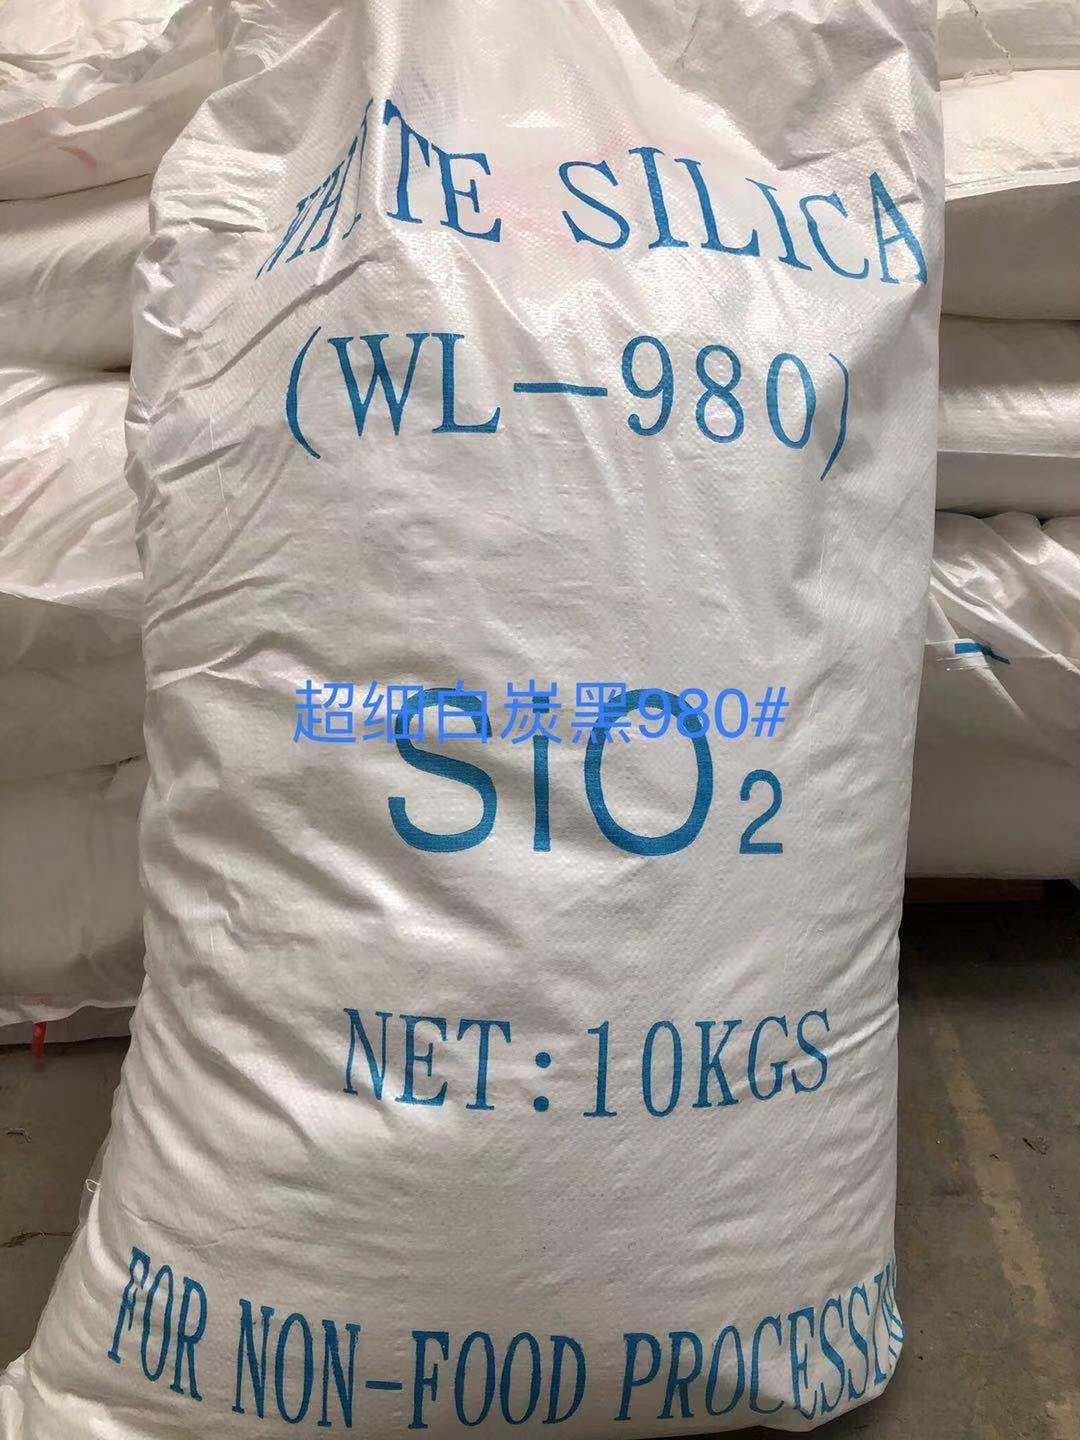 WHITE SILICA
(WL-980)
超细白炭黑980#
SiO₂
NET:10KGS
FOR NON-FOOD PROCESSING